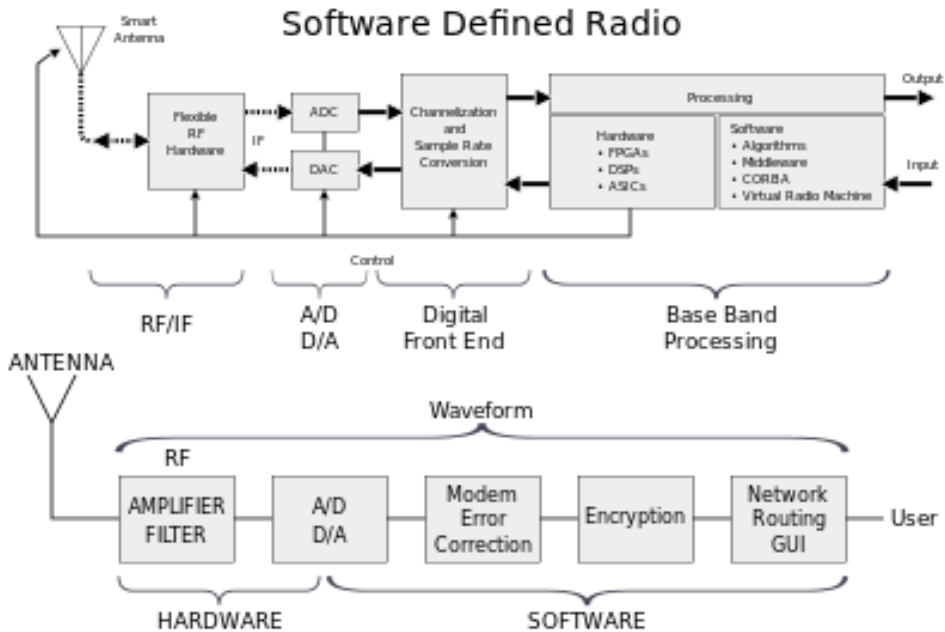 Software Defined Radio
Smart
Antenna
Flexible
RF
Hardware
IF
ADC
DAC
Channelization
and
Sample Rate
Conversion
Processing
Hardware
• FPGAs
• DSPs
• ASICs
Software
• Algorithms
• Middleware
• CORBA
• Virtual Radio Machine
Output
Input
Control
RF/IF
A/D
D/A
Digital
Front End
Base Band
Processing
ANTENNA
Waveform
RF
AMPLIFIER
FILTER
A/D
D/A
Modem
Error
Correction
Encryption
Network
Routing
GUI
User
HARDWARE
SOFTWARE